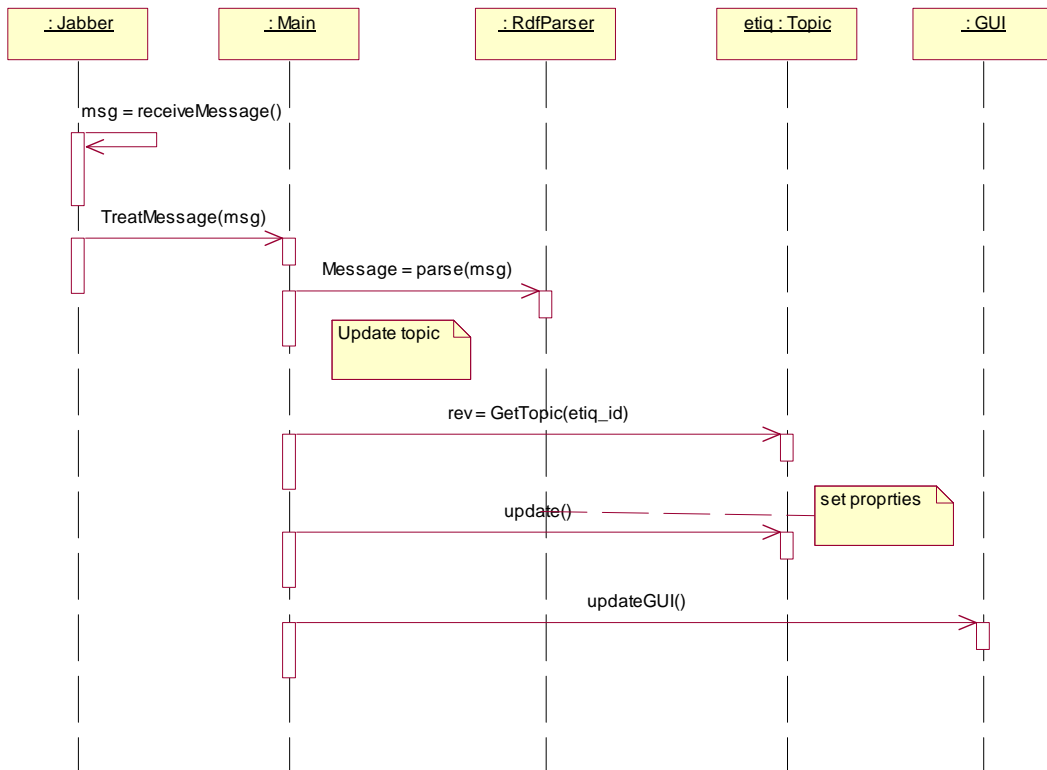 : Jabber
: Main
: RdfParser
etiq : Topic
: GUI
msg = receiveMessage()
TreatMessage(msg)
Message = parse(msg)
Update topic
rev = GetTopic(etiq_id)
set proprties
update()
updateGUI()